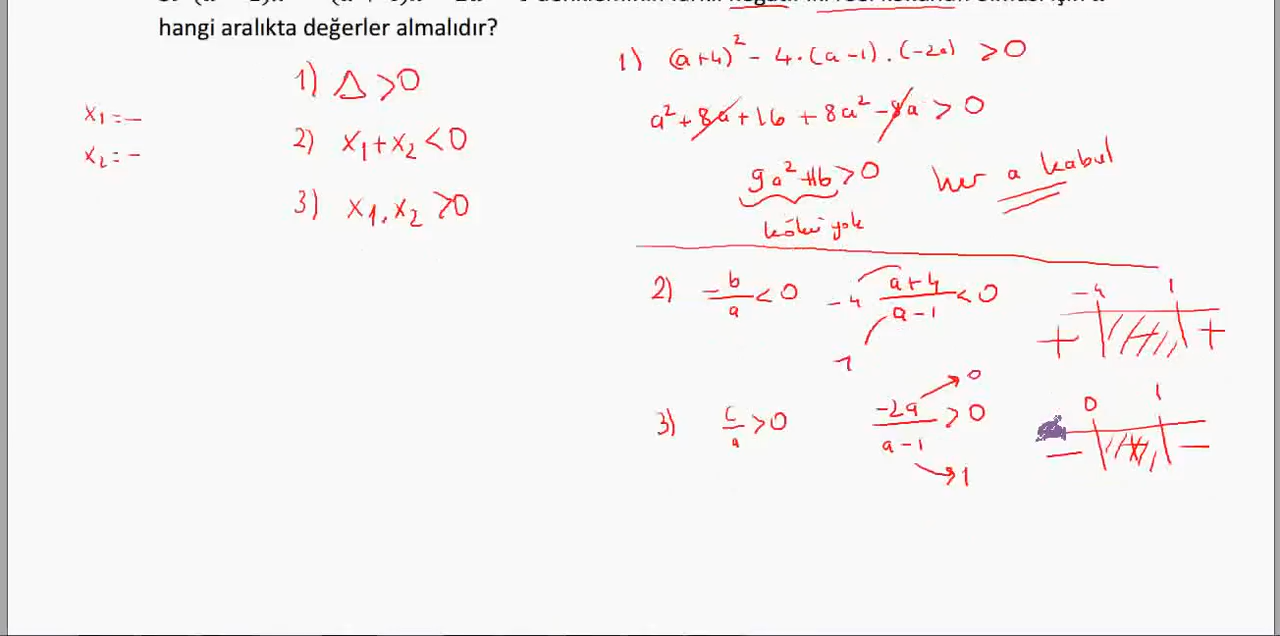 hangi aralıkta değerler almalıdır?
x₁ = −
x₂ = −
1) Δ > 0
2) x₁ + x₂ < 0
3) x₁ . x₂ > 0
1) (a+4)² − 4 . (a−1) . (−2a) > 0
a² + 8a + 16 + 8a² − 8a > 0
9a² + 16 > 0
her a kabul
kökü yok
2) −b/a < 0 −4 a+4/a−1 < 0
1
−4 1
+ +
3) c/a > 0 −2a/a−1 > 0
0
1
0 1
− −